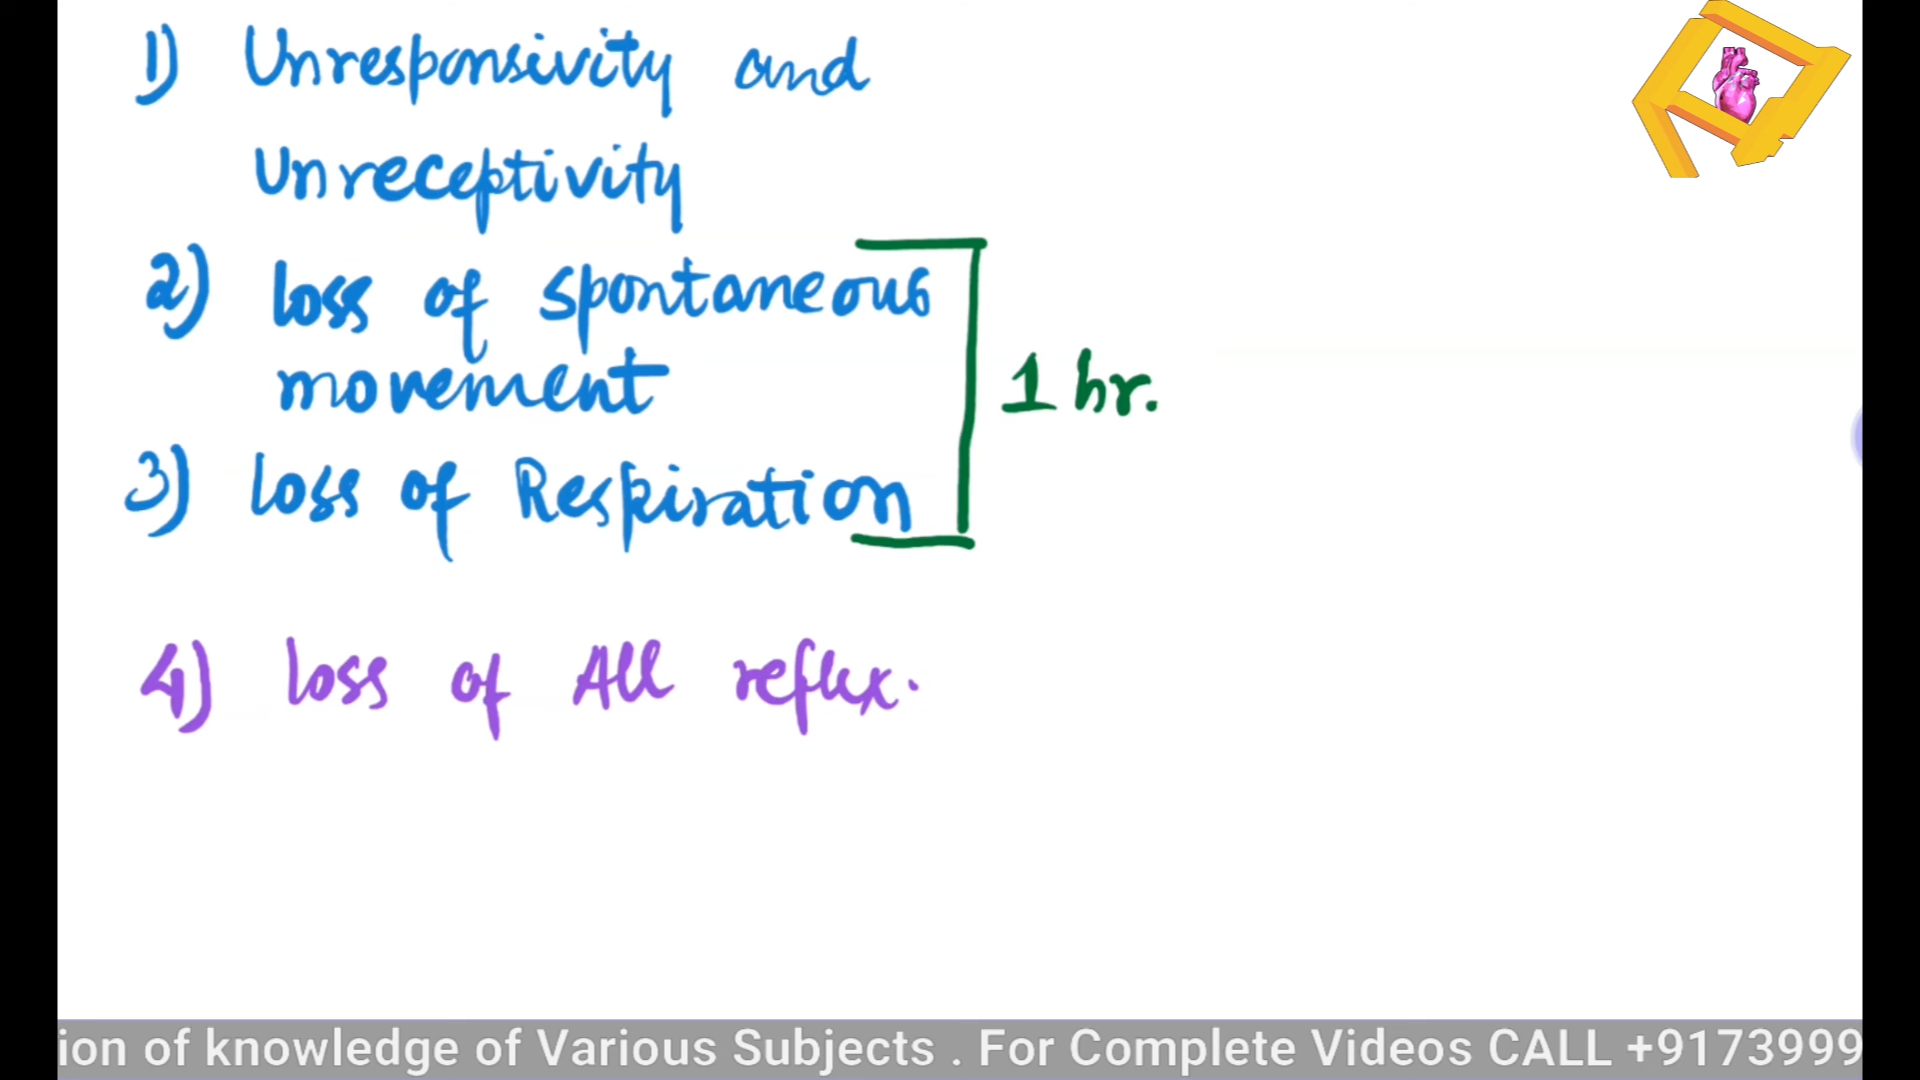 1) Unresponsivity and
Unreceptivity
2) loss of spontaneous
movement
1 hr.
3) loss of Respiration
4) loss of All reflex.
ion of knowledge of Various Subjects . For Complete Videos CALL +9173999